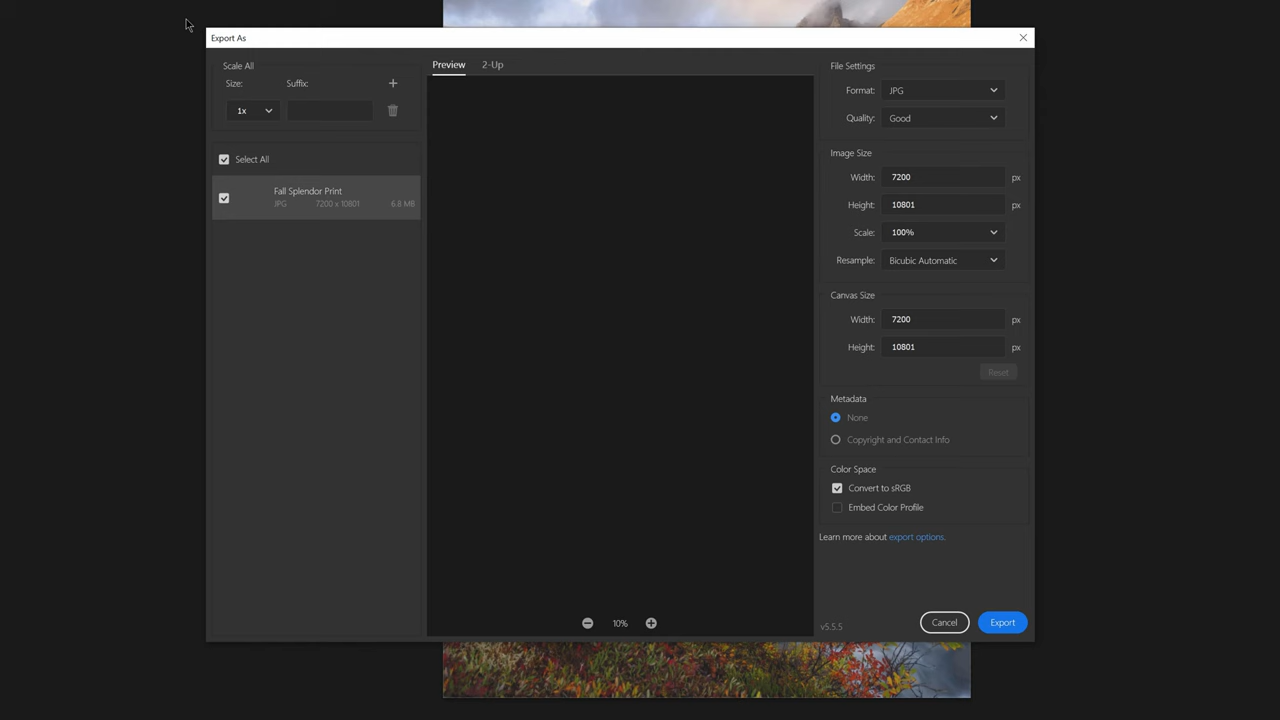 Export As
Scale All
Size:
Suffix:
1x
Select All
Fall Splendor Print
JPG 7200 x 10801 6.8 MB
Preview
2-Up
10%
File Settings
Format: JPG
Quality: Good
Image Size
Width: 7200 px
Height: 10801 px
Scale: 100%
Resample: Bicubic Automatic
Canvas Size
Width: 7200 px
Height: 10801 px
Reset
Metadata
None
Copyright and Contact Info
Color Space
Convert to sRGB
Embed Color Profile
Learn more about export options.
v5.5.5
Cancel
Export